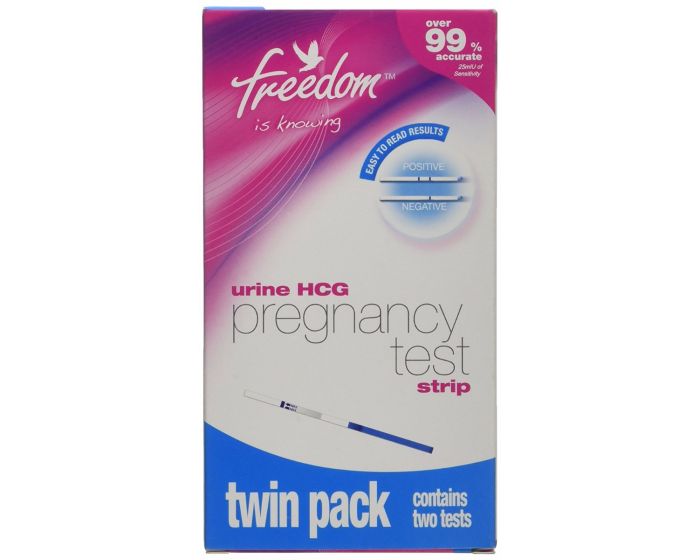 over
99%
accurate
25mIU of
Sensitivity
freedom™
is knowing
EASY TO READ RESULTS
POSITIVE
NEGATIVE
urine HCG
pregnancy
test
strip
twin pack
contains
two tests